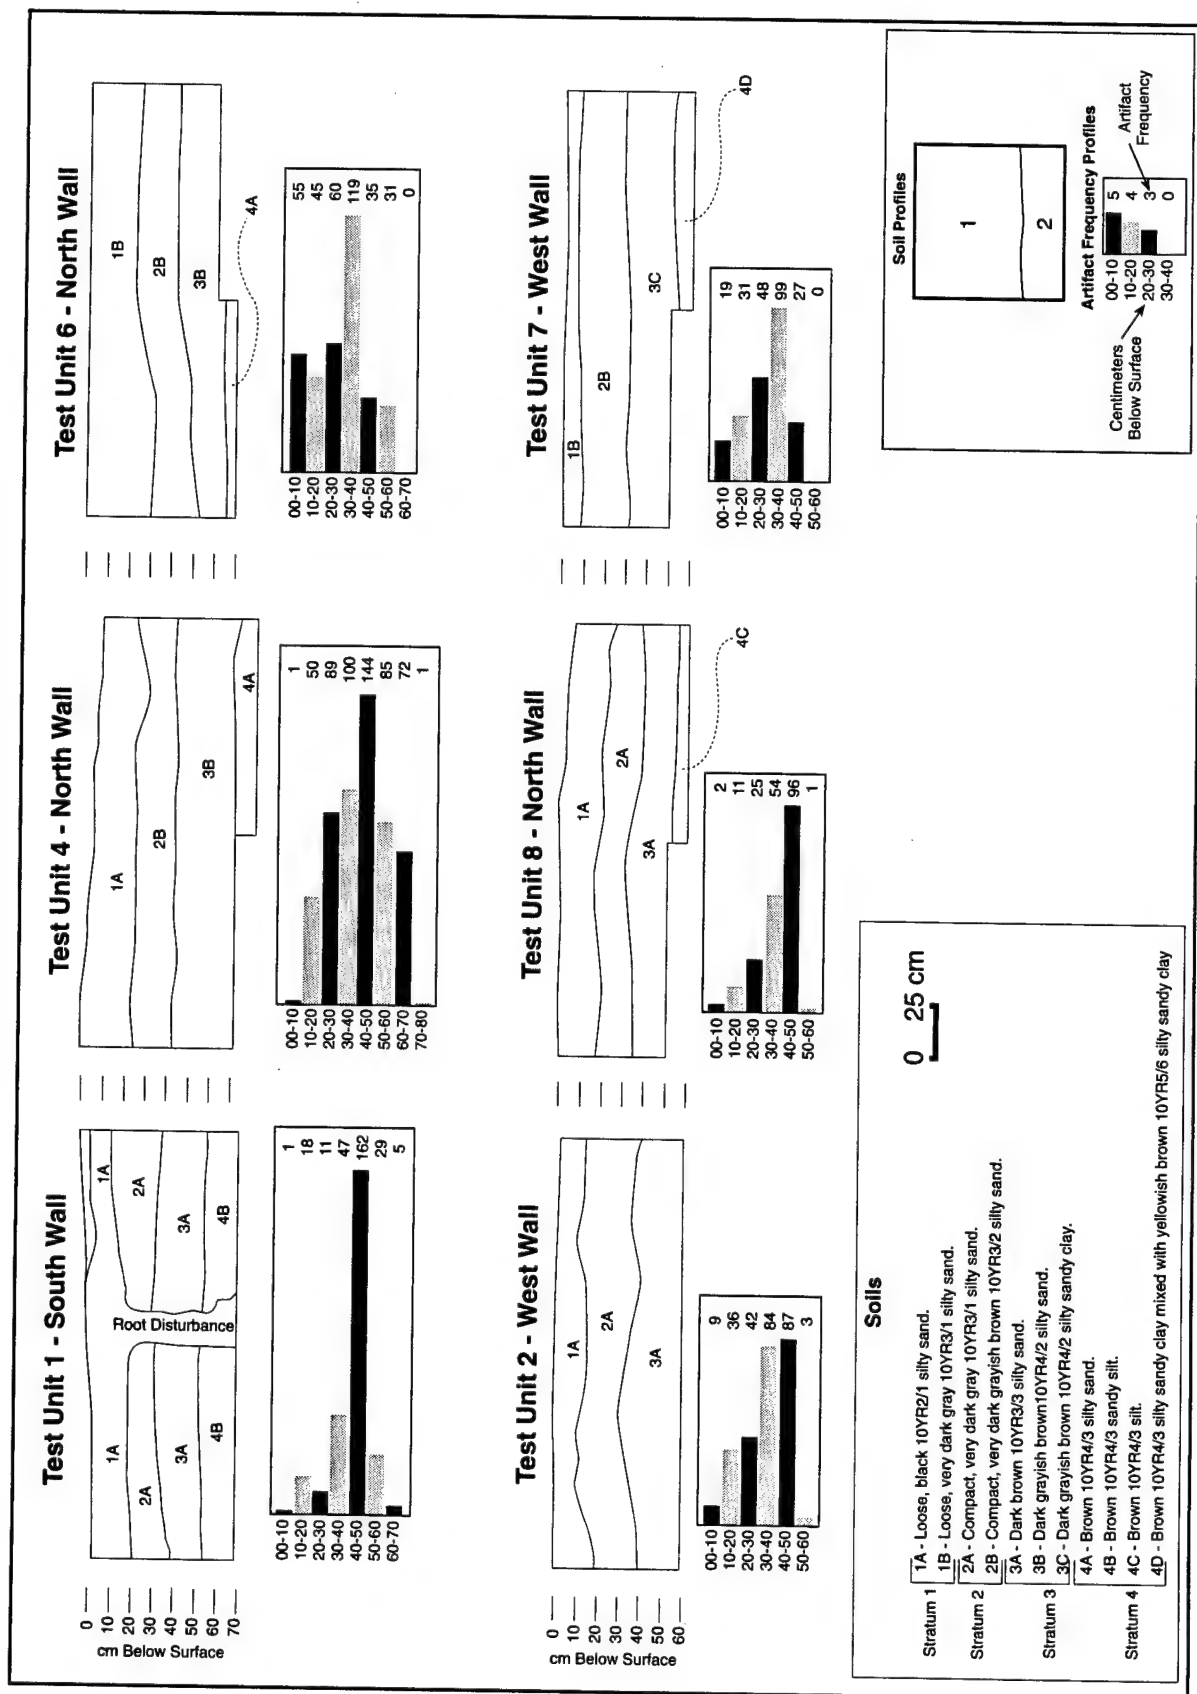 Test Unit 1 - South Wall
0
10
20
30
40
50
60
70
cm Below Surface
1A
2A
3A
4B
Root Disturbance
1A
2A
3A
4B
00-10 1
10-20 18
20-30 11
30-40 47
40-50 162
50-60 29
60-70 5
Test Unit 4 - North Wall
1A
2B
3B
4A
00-10 1
10-20 50
20-30 89
30-40 100
40-50 144
50-60 85
60-70 72
70-80 1
Test Unit 6 - North Wall
1B
2B
3B
4A
00-10 55
10-20 45
20-30 60
30-40 119
40-50 35
50-60 31
60-70 0
Test Unit 2 - West Wall
0
10
20
30
40
50
60
cm Below Surface
1A
2A
3A
00-10 9
10-20 36
20-30 42
30-40 84
40-50 87
50-60 3
Test Unit 8 - North Wall
1A
2A
3A
4C
00-10 2
10-20 11
20-30 25
30-40 54
40-50 96
50-60 1
Test Unit 7 - West Wall
1B
2B
3C
4D
00-10 19
10-20 31
20-30 48
30-40 99
40-50 27
50-60 0
Soils
Stratum 1
1A - Loose, black 10YR2/1 silty sand.
1B - Loose, very dark gray 10YR3/1 silty sand.
Stratum 2
2A - Compact, very dark gray 10YR3/1 silty sand.
2B - Compact, very dark grayish brown 10YR3/2 silty sand.
Stratum 3
3A - Dark brown 10YR3/3 silty sand.
3B - Dark grayish brown10YR4/2 silty sand.
3C - Dark grayish brown 10YR4/2 silty sandy clay.
Stratum 4
4A - Brown 10YR4/3 silty sand.
4B - Brown 10YR4/3 sandy silt.
4C - Brown 10YR4/3 silt.
4D - Brown 10YR4/3 silty sandy clay mixed with yellowish brown 10YR5/6 silty sandy clay
0 25 cm
Soil Profiles
1
2
Artifact Frequency Profiles
Centimeters
Below Surface
00-10 5
10-20 4
20-30 3
30-40 0
Artifact
Frequency